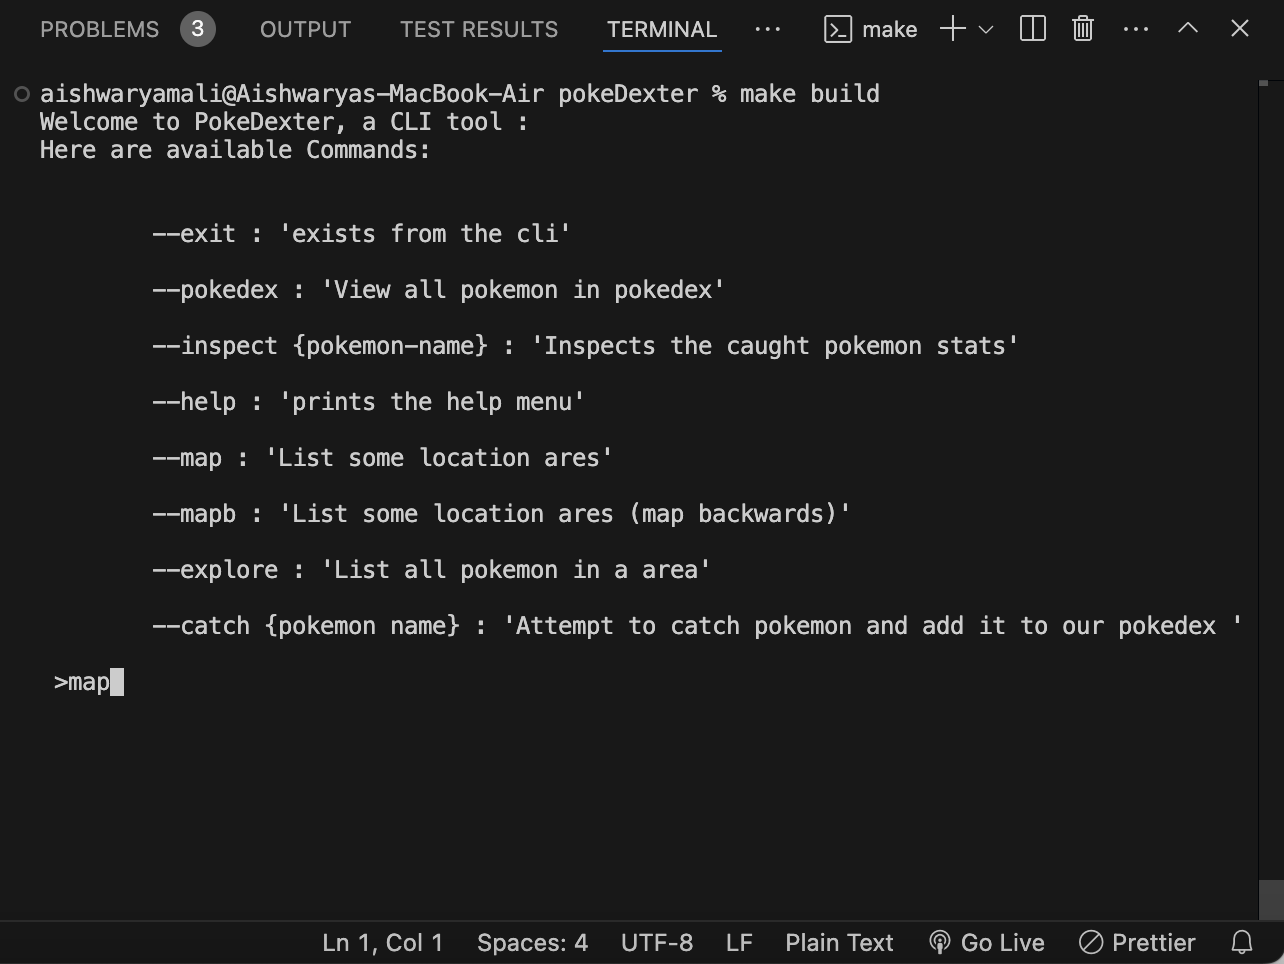 PROBLEMS 3 OUTPUT TEST RESULTS TERMINAL ··· make ···
aishwaryamali@Aishwaryas-MacBook-Air pokeDexter % make build
Welcome to PokeDexter, a CLI tool :
Here are available Commands:
--exit : 'exists from the cli'
--pokedex : 'View all pokemon in pokedex'
--inspect {pokemon-name} : 'Inspects the caught pokemon stats'
--help : 'prints the help menu'
--map : 'List some location ares'
--mapb : 'List some location ares (map backwards)'
--explore : 'List all pokemon in a area'
--catch {pokemon name} : 'Attempt to catch pokemon and add it to our pokedex '
>map
Ln 1, Col 1 Spaces: 4 UTF-8 LF Plain Text Go Live Prettier